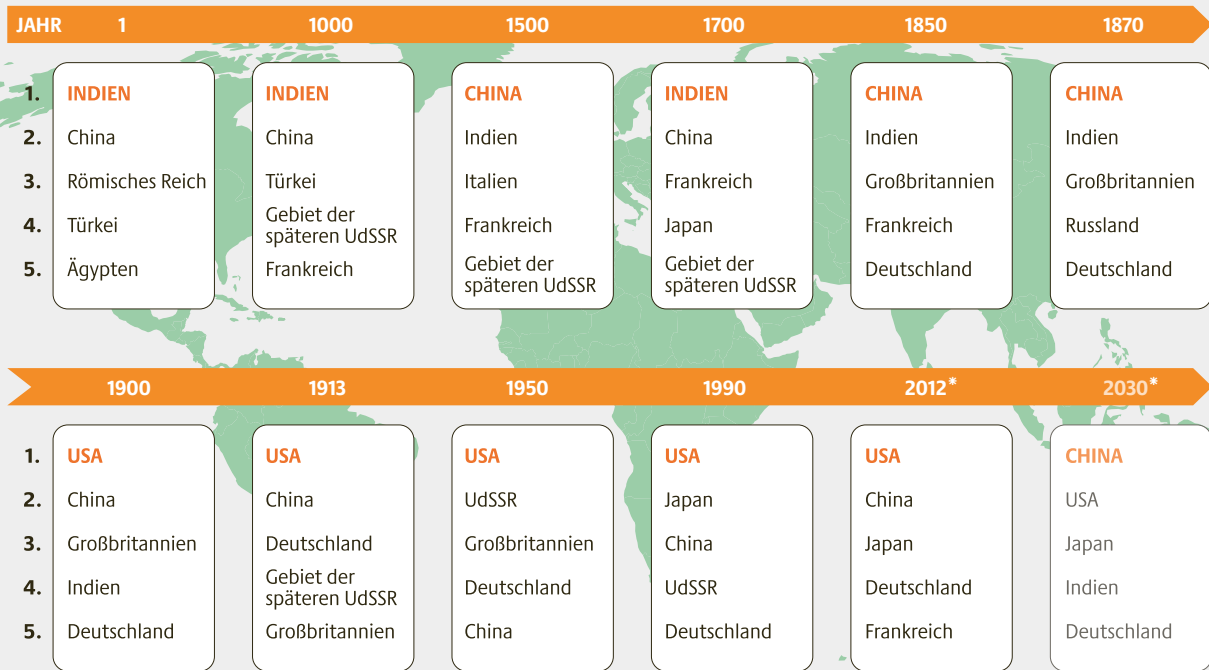 JAHR 1 1000 1500 1700 1850 1870
1. INDIEN INDIEN CHINA INDIEN CHINA CHINA
2. China China Indien China Indien Indien
3. Römisches Reich Türkei Italien Frankreich Großbritannien Großbritannien
4. Türkei Gebiet der späteren UdSSR Frankreich Japan Frankreich Russland
5. Ägypten Frankreich Gebiet der späteren UdSSR Gebiet der späteren UdSSR Deutschland Deutschland
1900 1913 1950 1990 2012* 2030*
1. USA USA USA USA USA CHINA
2. China China UdSSR Japan China USA
3. Großbritannien Deutschland Großbritannien China Japan Japan
4. Indien Gebiet der späteren UdSSR Deutschland UdSSR Deutschland Indien
5. Deutschland Großbritannien China Deutschland Frankreich Deutschland